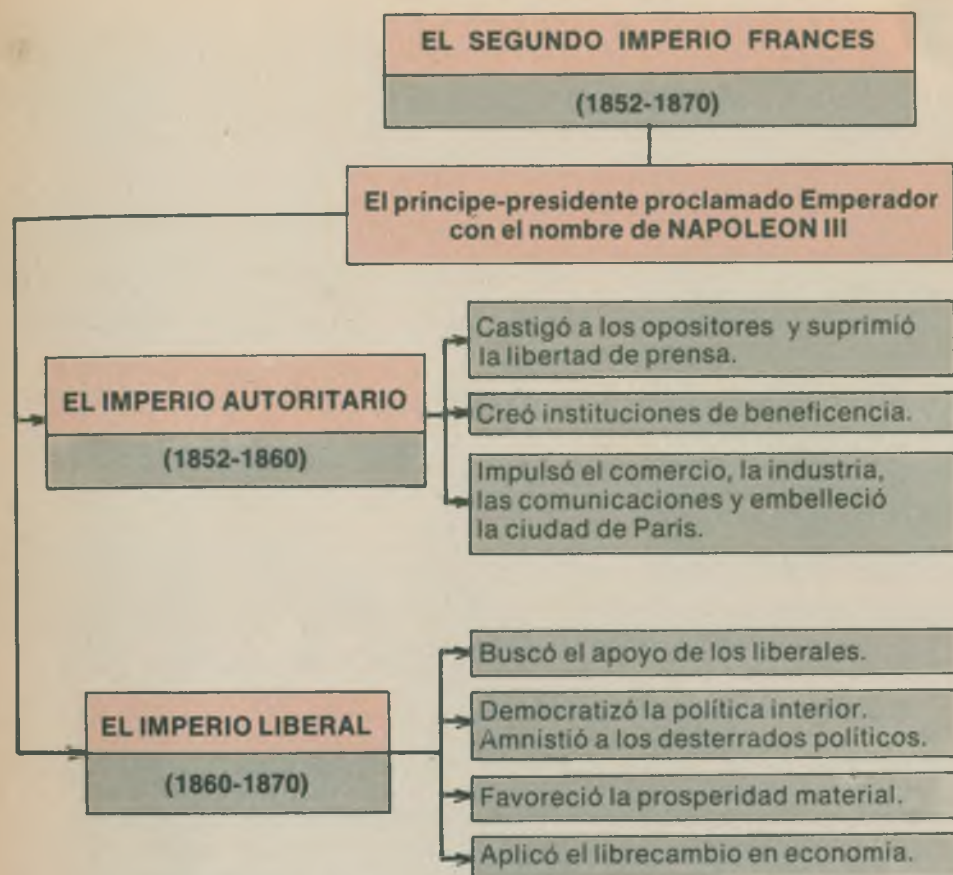 EL SEGUNDO IMPERIO FRANCES
(1852-1870)
El príncipe-presidente proclamado Emperador
con el nombre de NAPOLEON III
EL IMPERIO AUTORITARIO
(1852-1860)
Castigó a los opositores y suprimió
la libertad de prensa.
Creó instituciones de beneficencia.
Impulsó el comercio, la industria,
las comunicaciones y embelleció
la ciudad de París.
EL IMPERIO LIBERAL
(1860-1870)
Buscó el apoyo de los liberales.
Democratizó la política interior.
Amnistió a los desterrados políticos.
Favoreció la prosperidad material.
Aplicó el librecambio en economía.